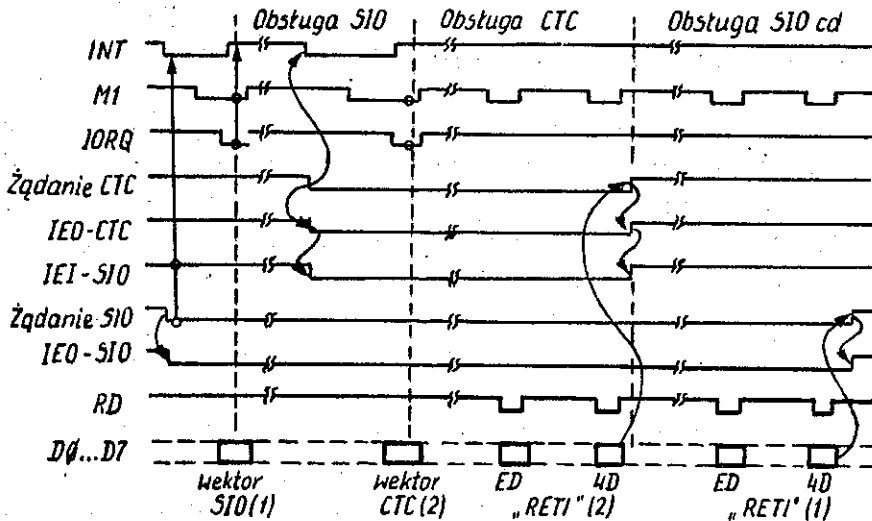 Obsługa SIO Obsługa CTC Obsługa SIO cd
INT
M1
IORQ
Żądanie CTC
IEO-CTC
IEI-SIO
Żądanie SIO
IEO-SIO
RD
DØ...D7
wektor SIO(1)
wektor CTC(2)
ED 4D
„RETI" (2)
ED 4D
„RETI" (1)